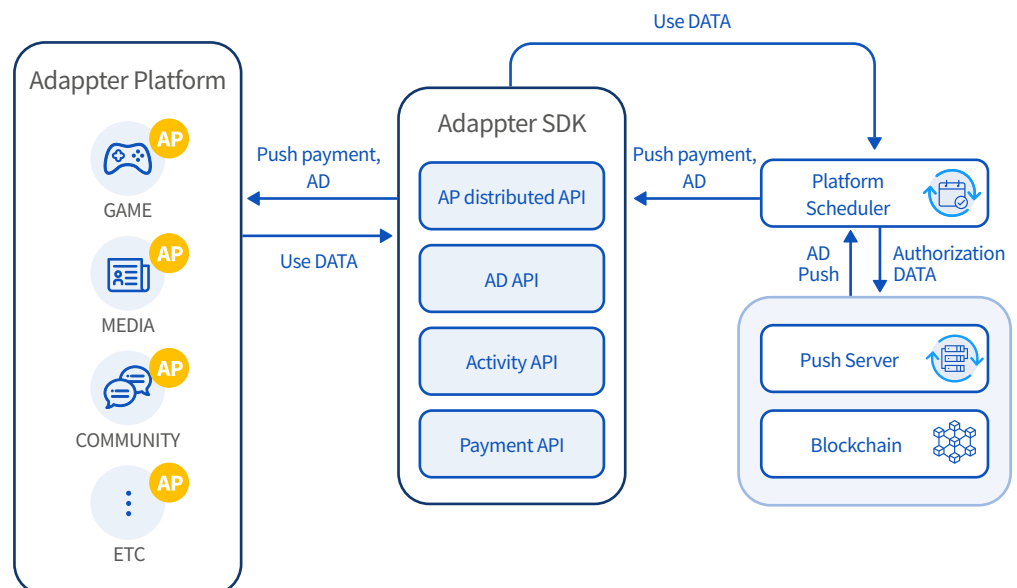 Use DATA
Adappter Platform
AP
GAME
AP
MEDIA
AP
COMMUNITY
AP
ETC
Push payment,
AD
Use DATA
Adappter SDK
AP distributed API
AD API
Activity API
Payment API
Push payment,
AD
Platform
Scheduler
AD
Push
Authorization
DATA
Push Server
Blockchain